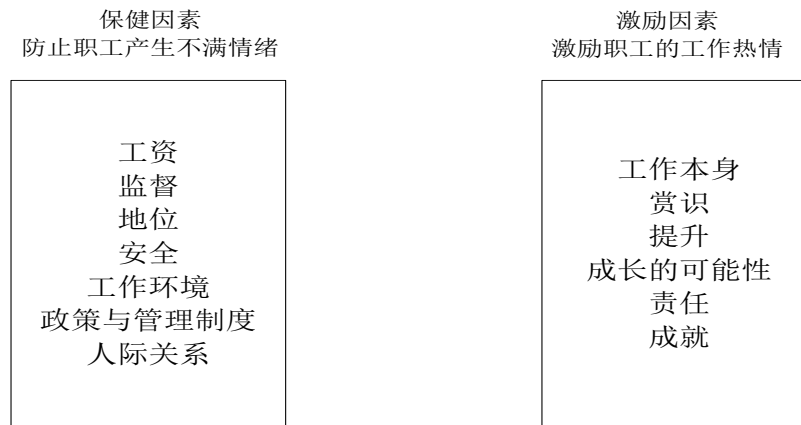 保健因素
防止职工产生不满情绪
工资
监督
地位
安全
工作环境
政策与管理制度
人际关系
激励因素
激励职工的工作热情
工作本身
赏识
提升
成长的可能性
责任
成就